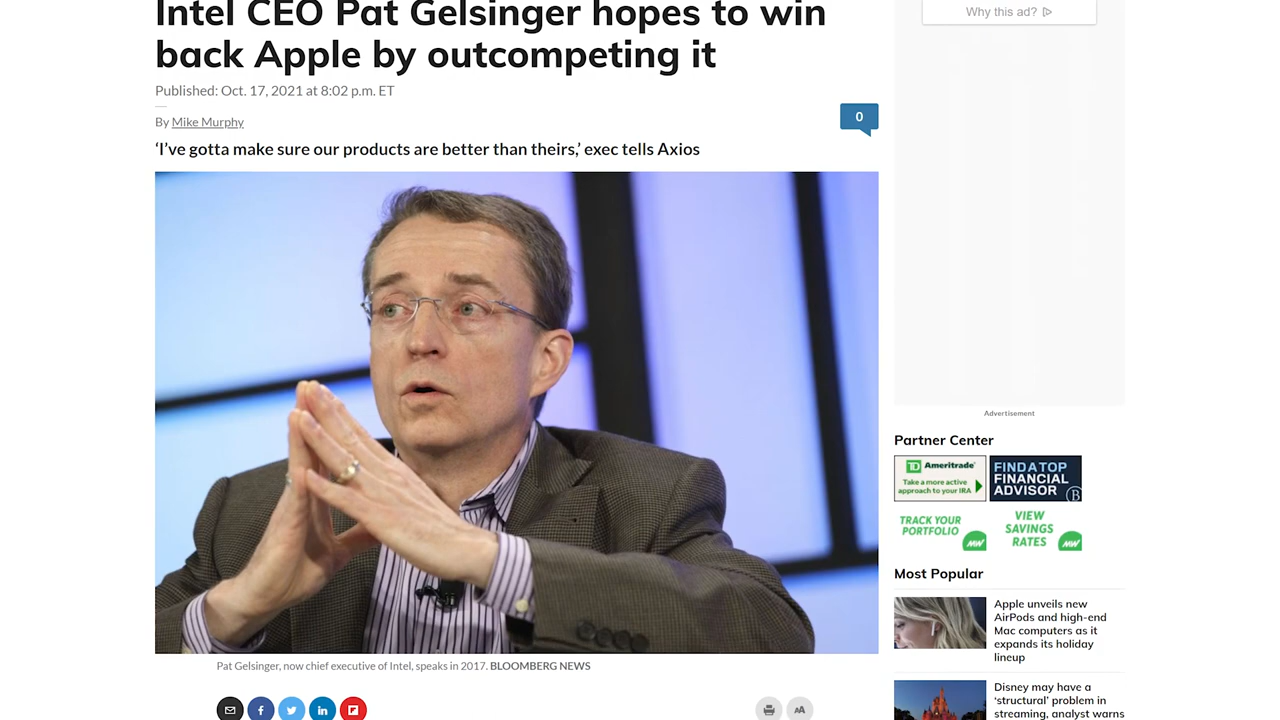 Intel CEO Pat Gelsinger hopes to win
back Apple by outcompeting it
Published: Oct. 17, 2021 at 8:02 p.m. ET
By Mike Murphy
0
‘I’ve gotta make sure our products are better than theirs,’ exec tells Axios
Pat Gelsinger, now chief executive of Intel, speaks in 2017. BLOOMBERG NEWS
AA
Why this ad?
Advertisement
Partner Center
TD Ameritrade
Take a more active
approach to your IRA
FIND A TOP
FINANCIAL
ADVISOR
B
TRACK YOUR
PORTFOLIO
MW
VIEW
SAVINGS
RATES
MW
Most Popular
Apple unveils new
AirPods and high-end
Mac computers as it
expands its holiday
lineup
Disney may have a
‘structural’ problem in
streaming, analyst warns